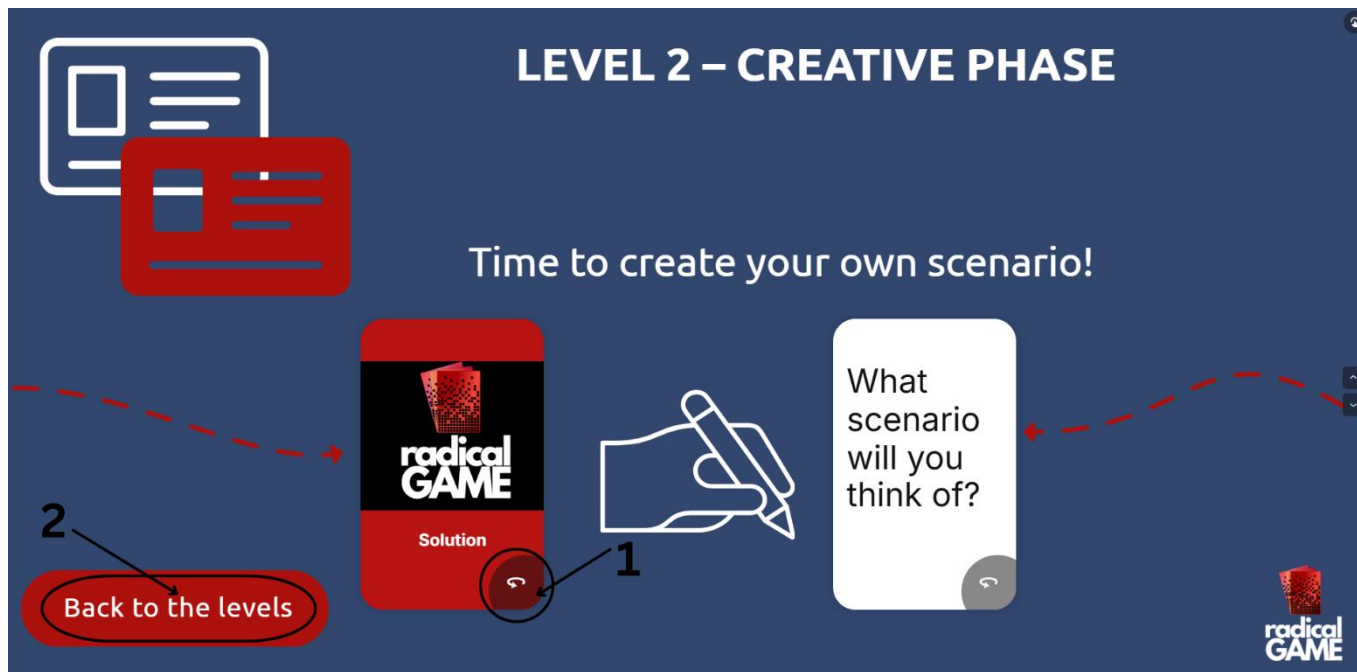 LEVEL 2 – CREATIVE PHASE
Time to create your own scenario!
radical
GAME
Solution
1
What
scenario
will you
think of?
2
Back to the levels
radical
GAME